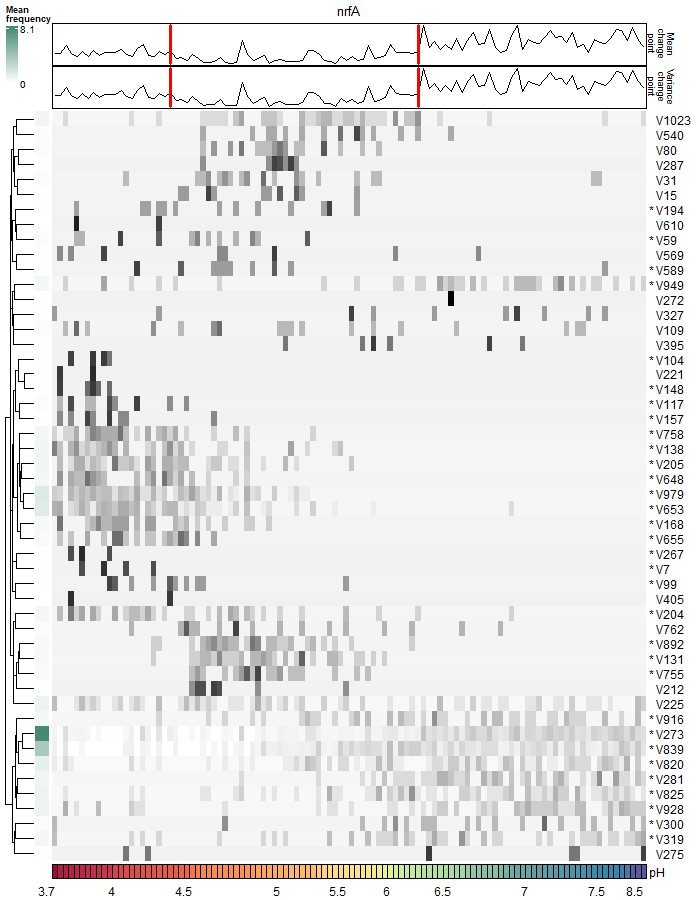 Mean
frequency
8.1
0
nrfA
Mean
change
point
Variance
change
point
V1023
V540
V80
V287
V31
V15
* V194
V610
* V59
V569
* V589
* V949
V272
V327
V109
V395
* V104
V221
* V148
* V117
* V157
* V758
* V138
* V205
* V648
* V979
* V653
* V168
* V655
* V267
* V7
* V99
V405
* V204
V762
* V892
* V131
* V755
V212
V225
* V916
* V273
* V839
* V820
* V281
* V825
* V928
* V300
* V319
V275
pH
3.7 4 4.5 5 5.5 6 6.5 7 7.5 8.5